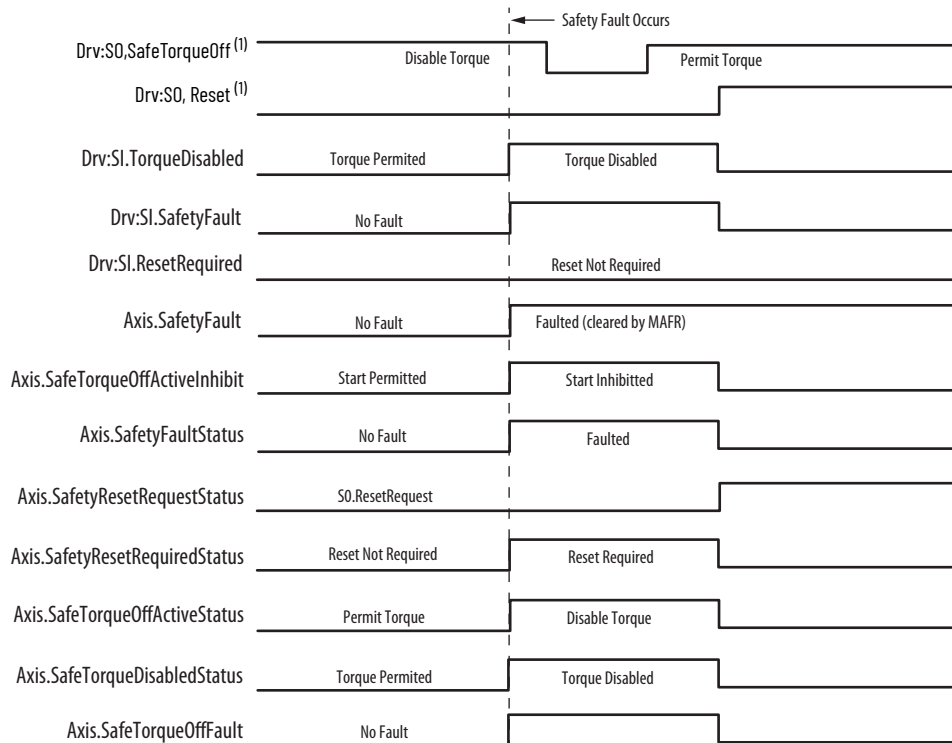 Safety Fault Occurs
Drv:SO,SafeTorqueOff (1)
Disable Torque
Permit Torque
Drv:SO, Reset (1)
Drv:SI.TorqueDisabled
Torque Permited
Torque Disabled
Drv:SI.SafetyFault
No Fault
Drv:SI.ResetRequired
Reset Not Required
Axis.SafetyFault
No Fault
Faulted (cleared by MAFR)
Axis.SafeTorqueOffActiveInhibit
Start Permitted
Start Inhibitted
Axis.SafetyFaultStatus
No Fault
Faulted
Axis.SafetyResetRequestStatus
SO.ResetRequest
Axis.SafetyResetRequiredStatus
Reset Not Required
Reset Required
Axis.SafeTorqueOffActiveStatus
Permit Torque
Disable Torque
Axis.SafeTorqueDisabledStatus
Torque Permited
Torque Disabled
Axis.SafeTorqueOffFault
No Fault